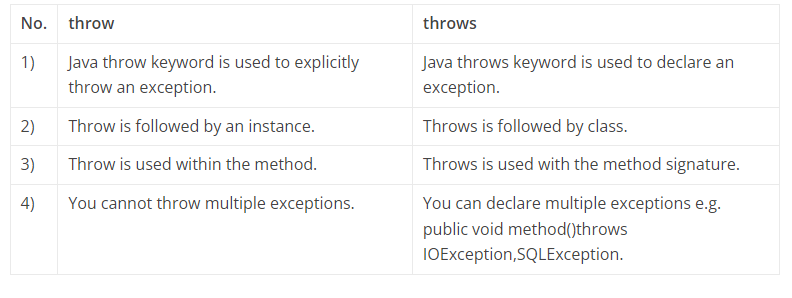 No. throw throws
1) Java throw keyword is used to explicitly Java throws keyword is used to declare an
throw an exception. exception.
2) Throw is followed by an instance. Throws is followed by class.
3) Throw is used within the method. Throws is used with the method signature.
4) You cannot throw multiple exceptions. You can declare multiple exceptions e.g.
public void method()throws
IOException,SQLException.